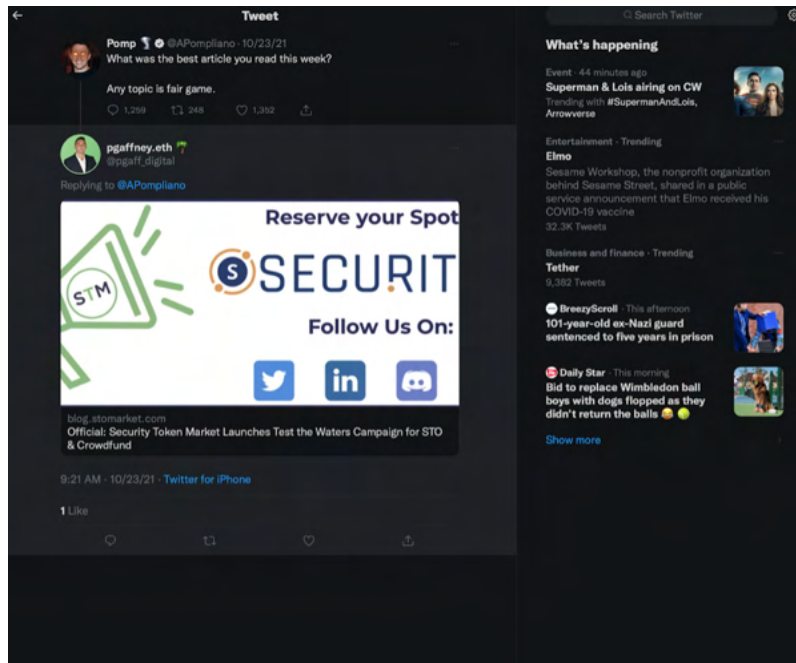 Tweet
Pomp @APompliano · 10/23/21
What was the best article you read this week?
Any topic is fair game.
1,259 248 1,352
pgaffney.eth
@pgaff_digital
Replying to @APompliano
STM
Reserve your Spot
S SECURIT
Follow Us On:
in
blog.stomarket.com
Official: Security Token Market Launches Test the Waters Campaign for STO
& Crowdfund
9:21 AM · 10/23/21 · Twitter for iPhone
1 Like
Search Twitter
What's happening
Event · 44 minutes ago
Superman & Lois airing on CW
Trending with #SupermanAndLois,
Arrowverse
Entertainment · Trending
Elmo
Sesame Workshop, the nonprofit organization
behind Sesame Street, shared in a public
service announcement that Elmo received his
COVID-19 vaccine
32.3K Tweets
Business and finance · Trending
Tether
9,382 Tweets
BreezyScroll · This afternoon
101-year-old ex-Nazi guard
sentenced to five years in prison
Daily Star · This morning
Bid to replace Wimbledon ball
boys with dogs flopped as they
didn't return the balls 😂 🎾
Show more